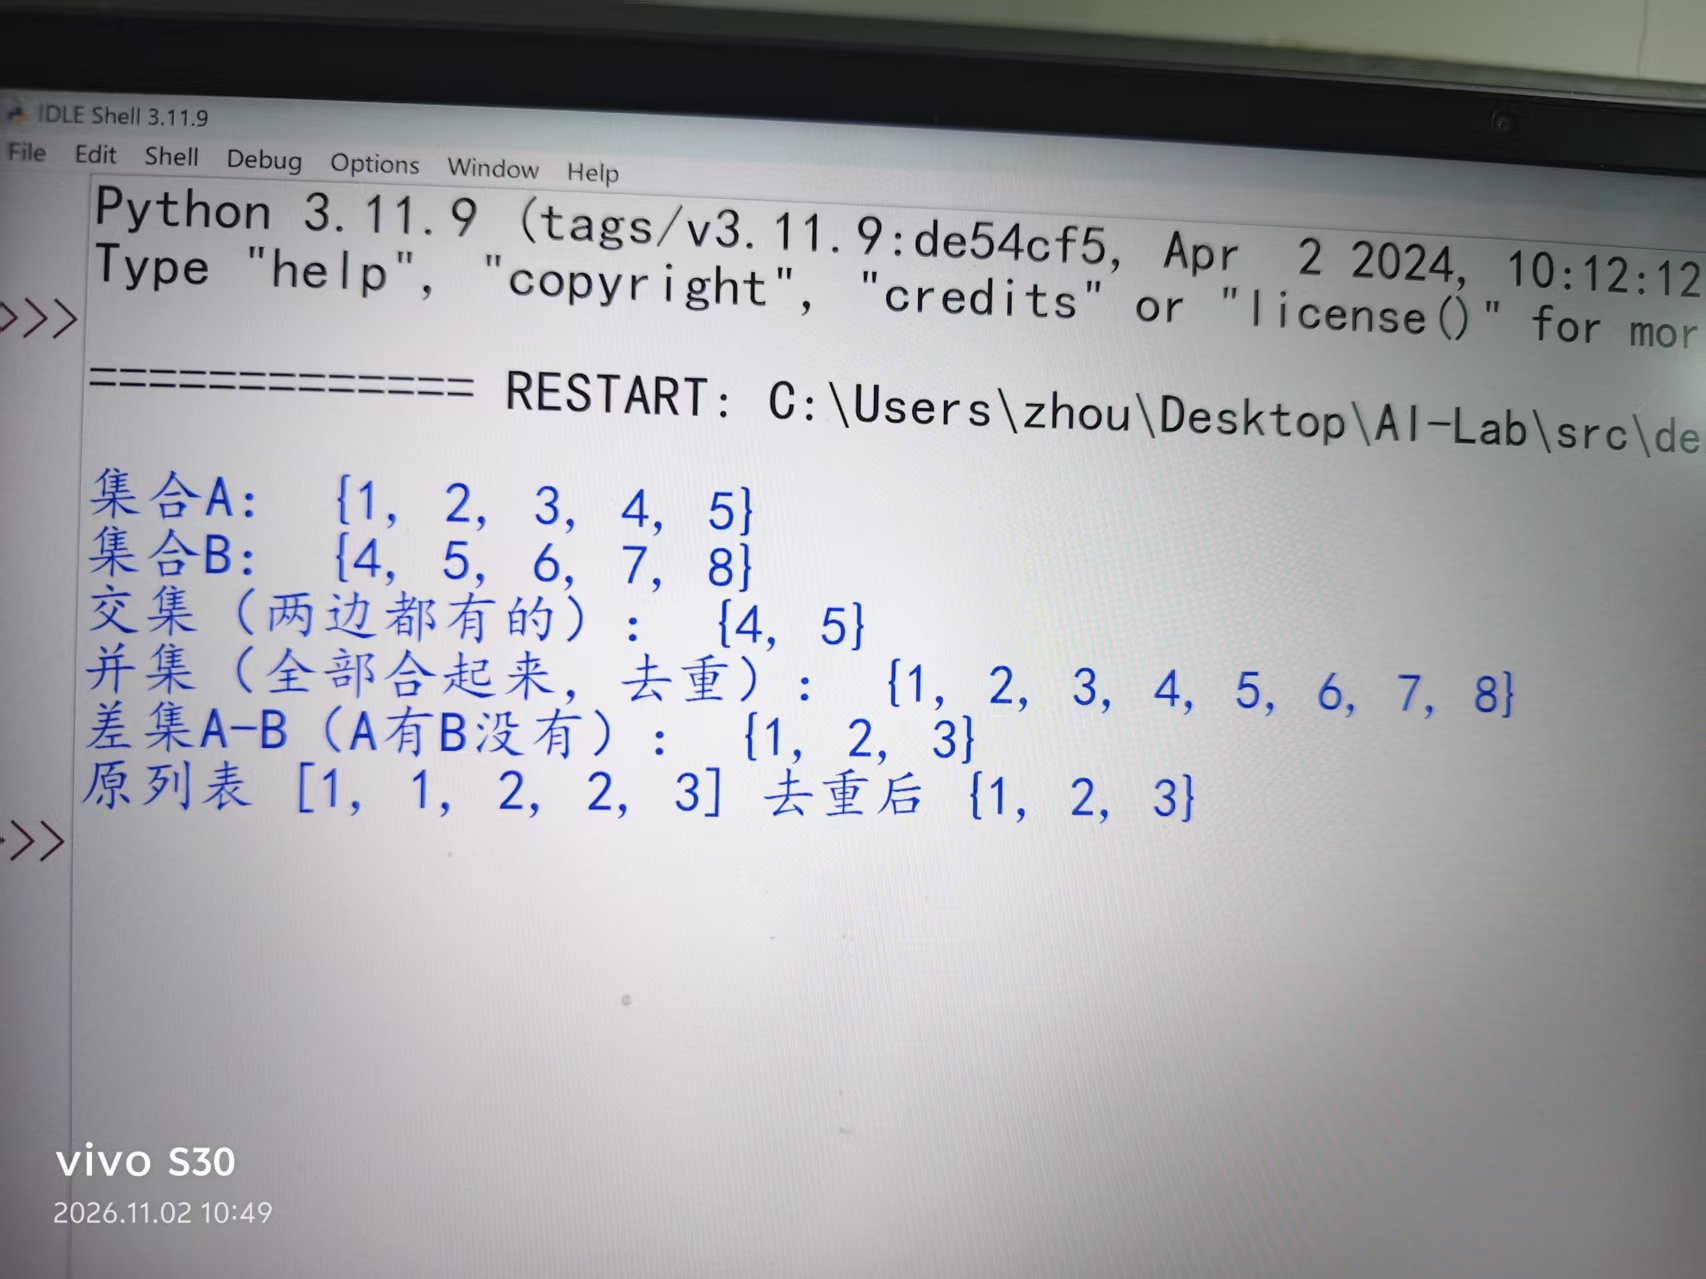 IDLE Shell 3.11.9
File Edit Shell Debug Options Window Help
Python 3.11.9 (tags/v3.11.9:de54cf5, Apr  2 2024, 10:12:12
Type "help", "copyright", "credits" or "license()" for mor
>>>
============= RESTART: C:\Users\zhou\Desktop\AI-Lab\src\de
集合A： {1, 2, 3, 4, 5}
集合B： {4, 5, 6, 7, 8}
交集（两边都有的）： {4, 5}
并集（全部合起来，去重）： {1, 2, 3, 4, 5, 6, 7, 8}
差集A-B（A有B没有）： {1, 2, 3}
原列表 [1, 1, 2, 2, 3] 去重后 {1, 2, 3}
>>>
vivo S30
2026.11.02 10:49